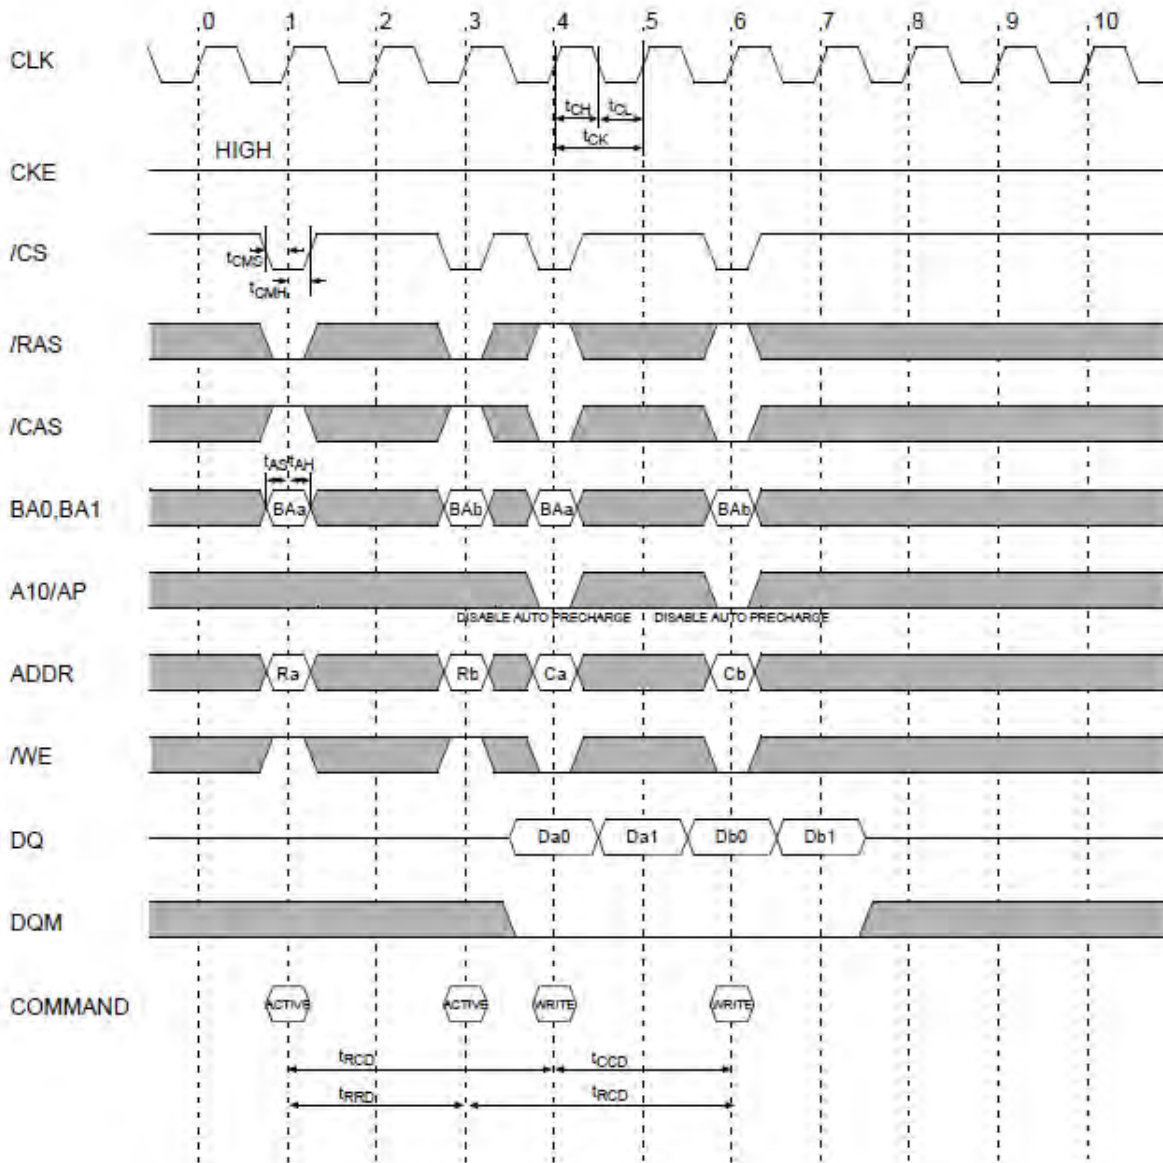 0 1 2 3 4 5 6 7 8 9 10
CLK
tCH tCL
tCK
HIGH
CKE
/CS
tCMS
tCMH
/RAS
/CAS
tAS tAH
BA0,BA1 BAa BAb BAa BAb
A10/AP
DISABLE AUTO PRECHARGE DISABLE AUTO PRECHARGE
ADDR Ra Rb Ca Cb
/WE
DQ Da0 Da1 Db0 Db1
DQM
COMMAND ACTIVE ACTIVE WRITE WRITE
tRCD tCCD
tRRD tRCD